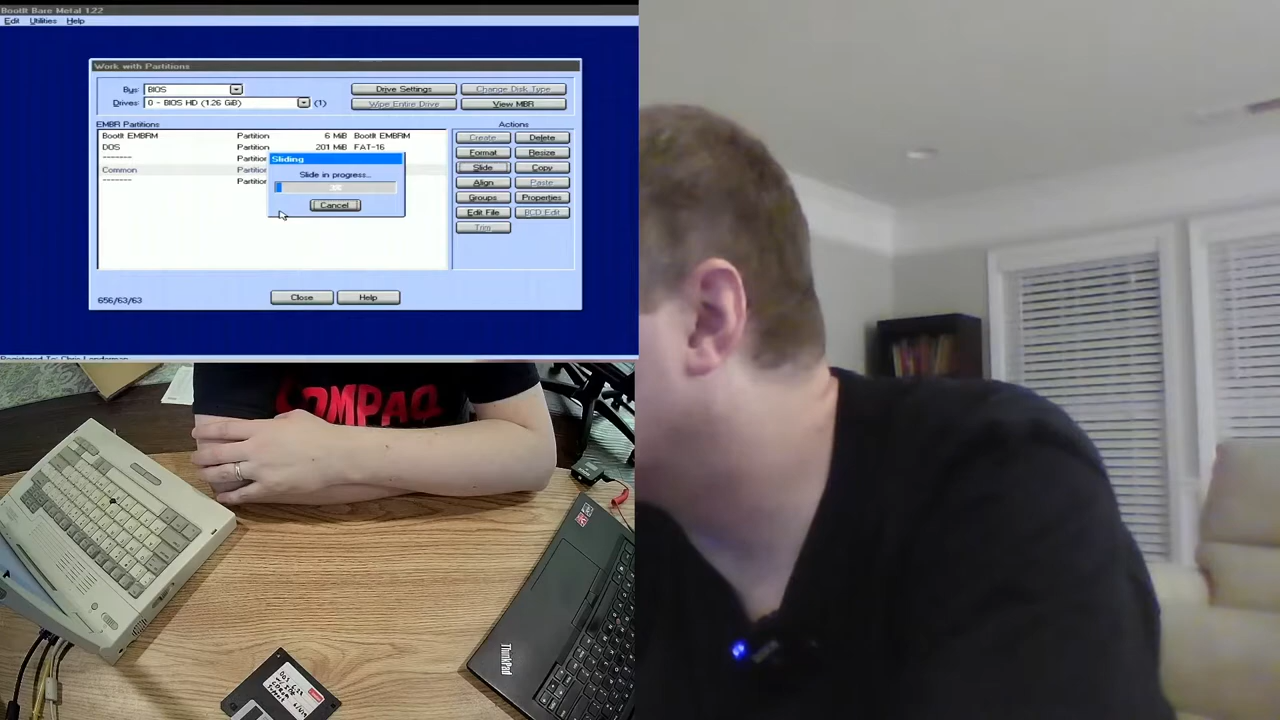 BootIt Bare Metal 1.22
Edit Utilities Help
Work with Partitions
By: BIOS
Drives: 0 - BIOS HD (1.26 GiB) (1)
Drive Settings Change Disk Type
Wipe Entire Drive View MBR
EMBR Partitions
Actions
BootIt EMBRM Partition 6 MiB BootIt EMBRM
DOS Partition 201 MiB FAT-16
------- Partition
Common Partition
------- Partition
Sliding
Slide in progress...
Cancel
Create Delete
Format Resize
Slide Copy
Align Paste
Groups Properties
Edit File BCD Edit
Trim
656/63/63
Close Help
Registered To: Chris
COMPAQ
ThinkPad